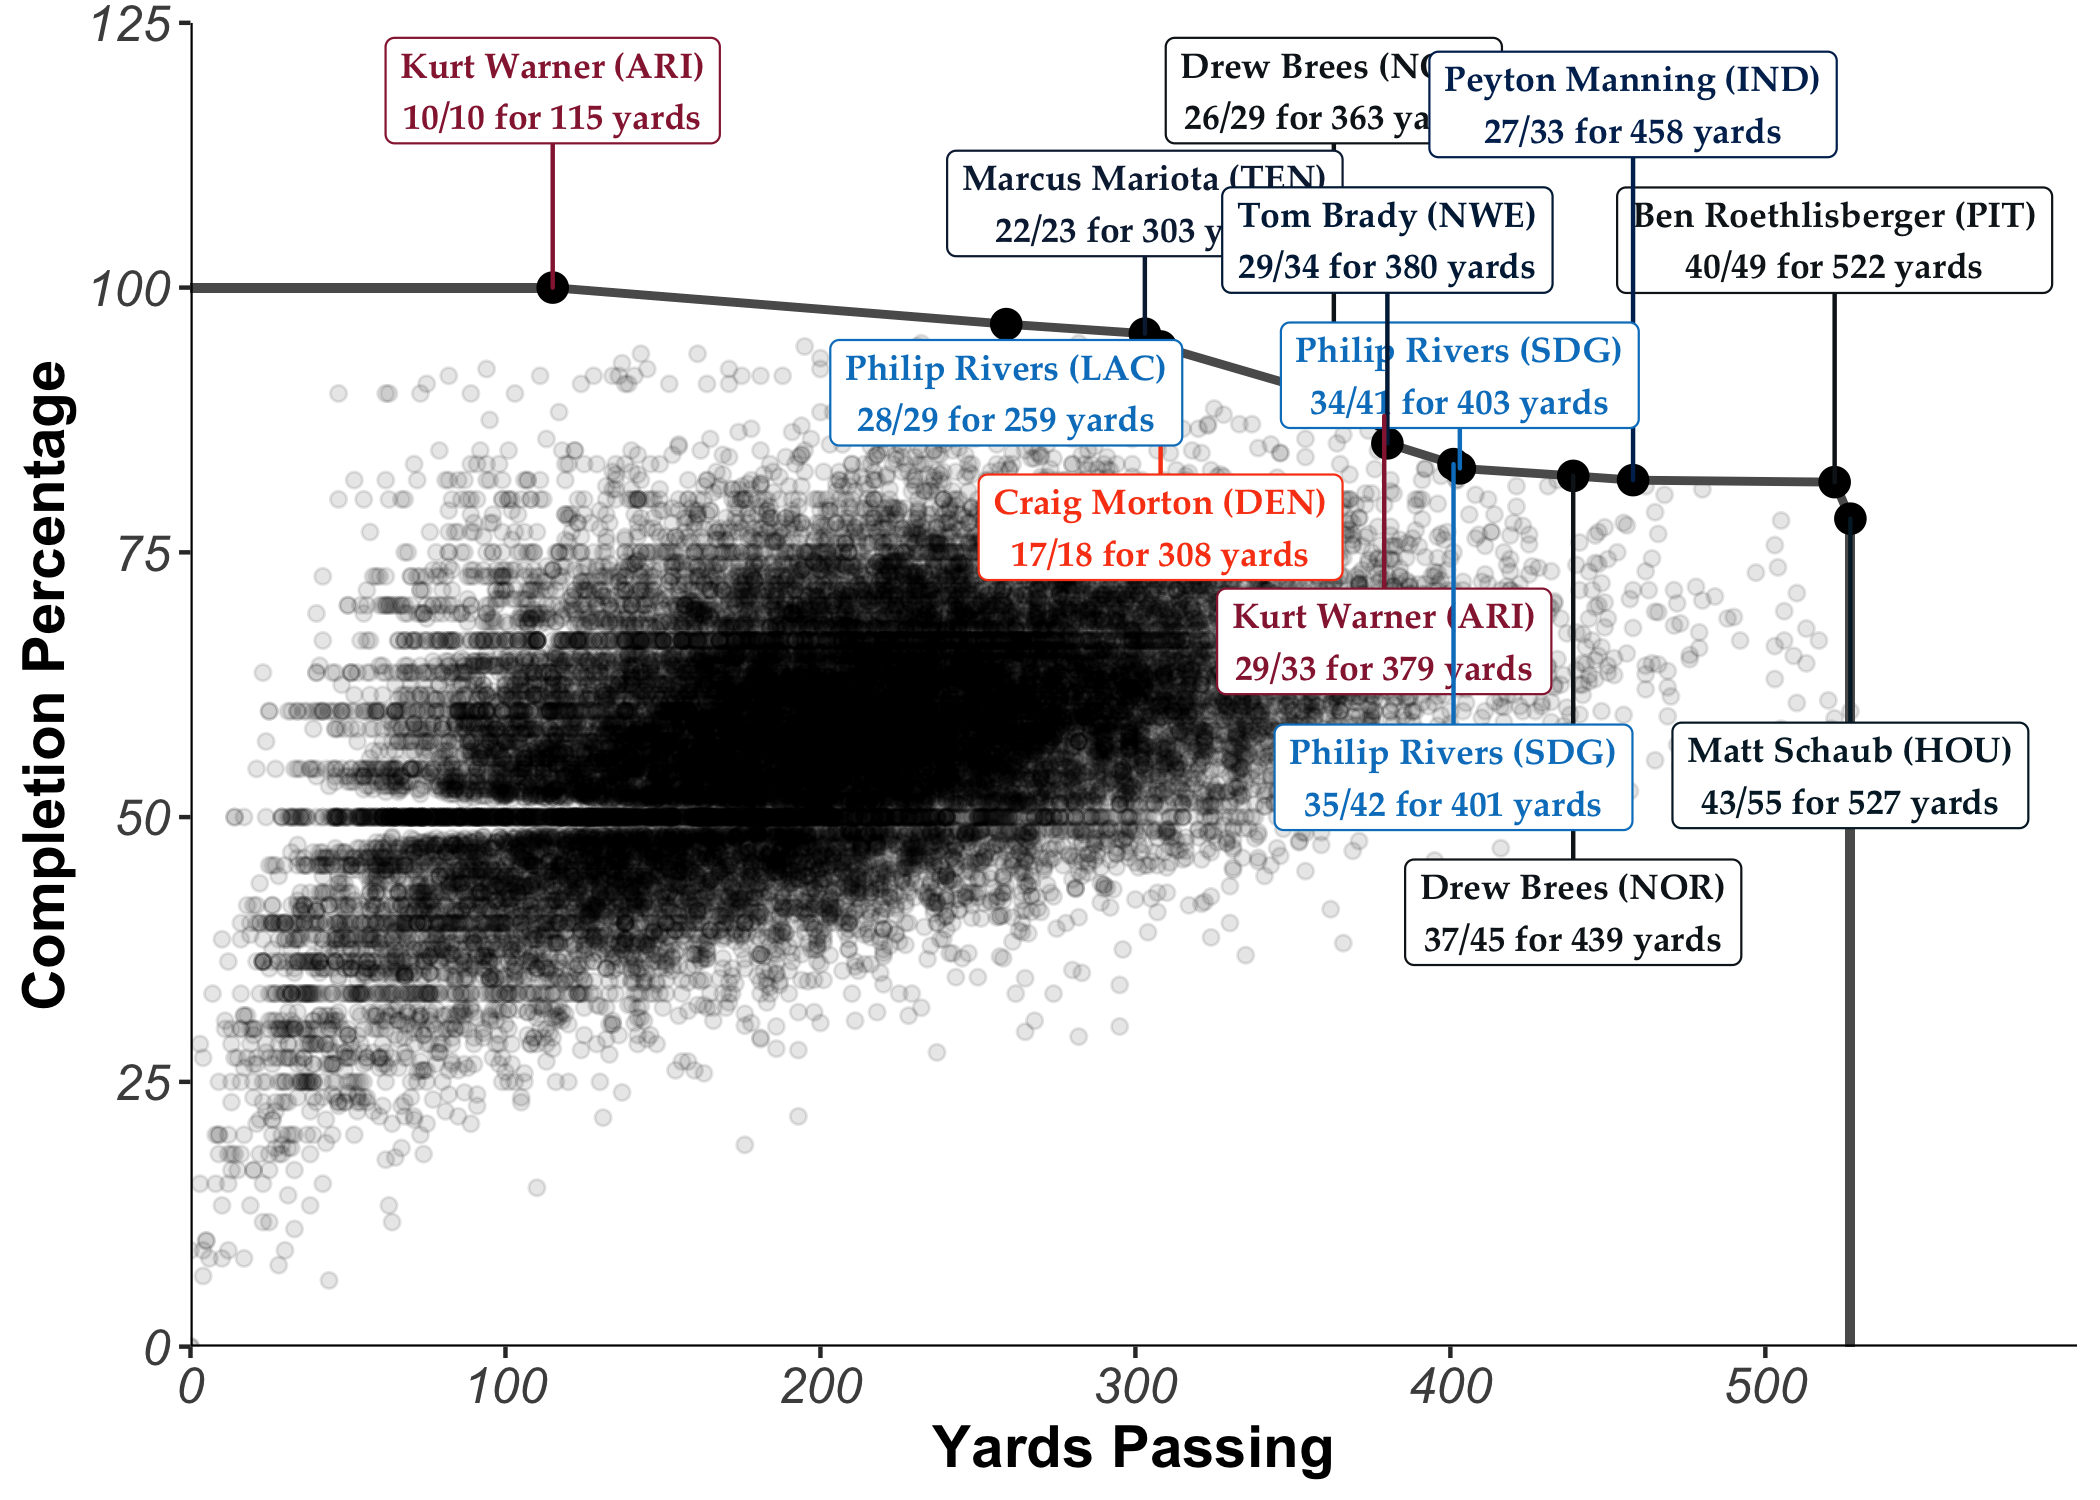 125
100
75
50
25
0
Completion Percentage
Kurt Warner (ARI)
10/10 for 115 yards
Drew Brees
26/29 for 363
Peyton Manning (IND)
27/33 for 458 yards
Marcus Mariota (TEN)
22/23 for 303
Tom Brady (NWE)
29/34 for 380 yards
Ben Roethlisberger (PIT)
40/49 for 522 yards
Philip Rivers (LAC)
28/29 for 259 yards
Philip Rivers (SDG)
34/41 for 403 yards
Craig Morton (DEN)
17/18 for 308 yards
Kurt Warner (ARI)
29/33 for 379 yards
Philip Rivers (SDG)
35/42 for 401 yards
Matt Schaub (HOU)
43/55 for 527 yards
Drew Brees (NOR)
37/45 for 439 yards
0 100 200 300 400 500
Yards Passing